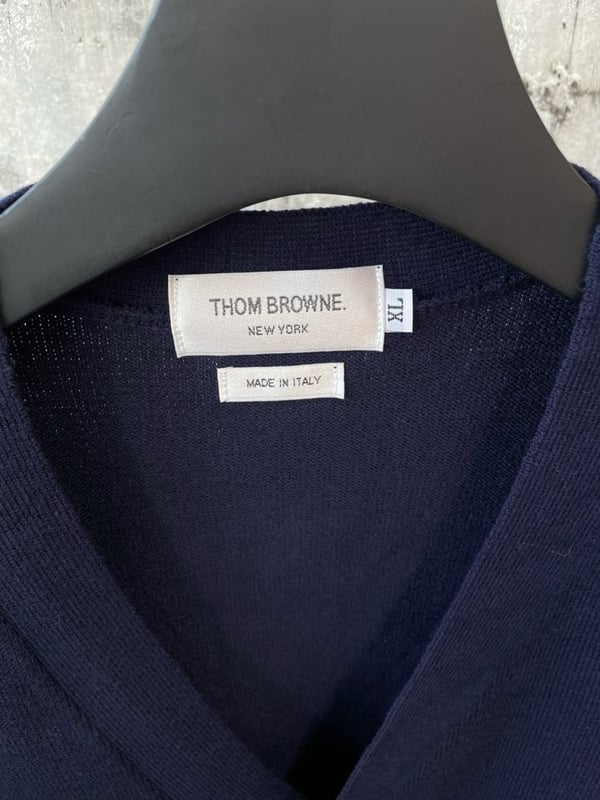 THOM BROWNE.
NEW YORK
XL
MADE IN ITALY